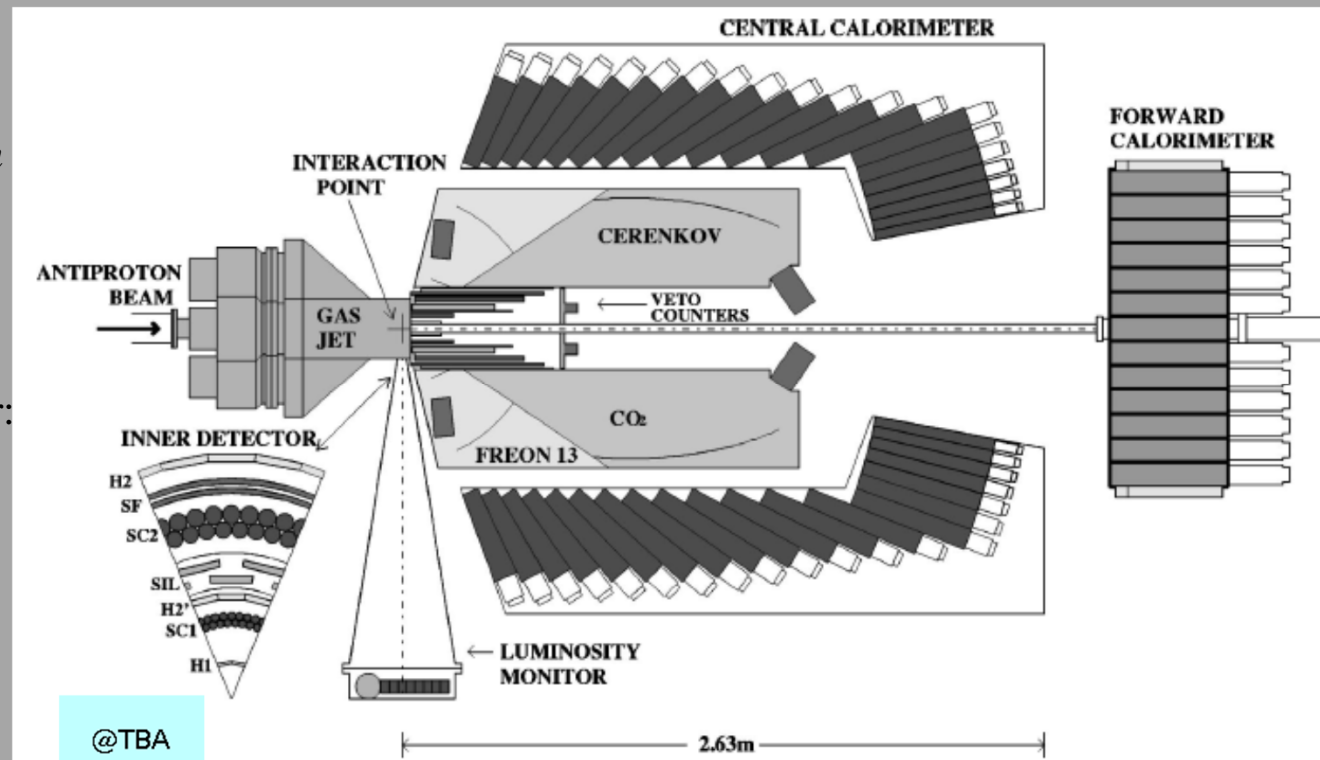 CENTRAL CALORIMETER
FORWARD
CALORIMETER
INTERACTION
POINT
CERENKOV
ANTIPROTON
BEAM
VETO
COUNTERS
GAS
JET
CO2
INNER DETECTOR
FREON 13
H2
SF
SC2
SIL
H2'
SC1
H1
LUMINOSITY
MONITOR
@TBA
2.63m